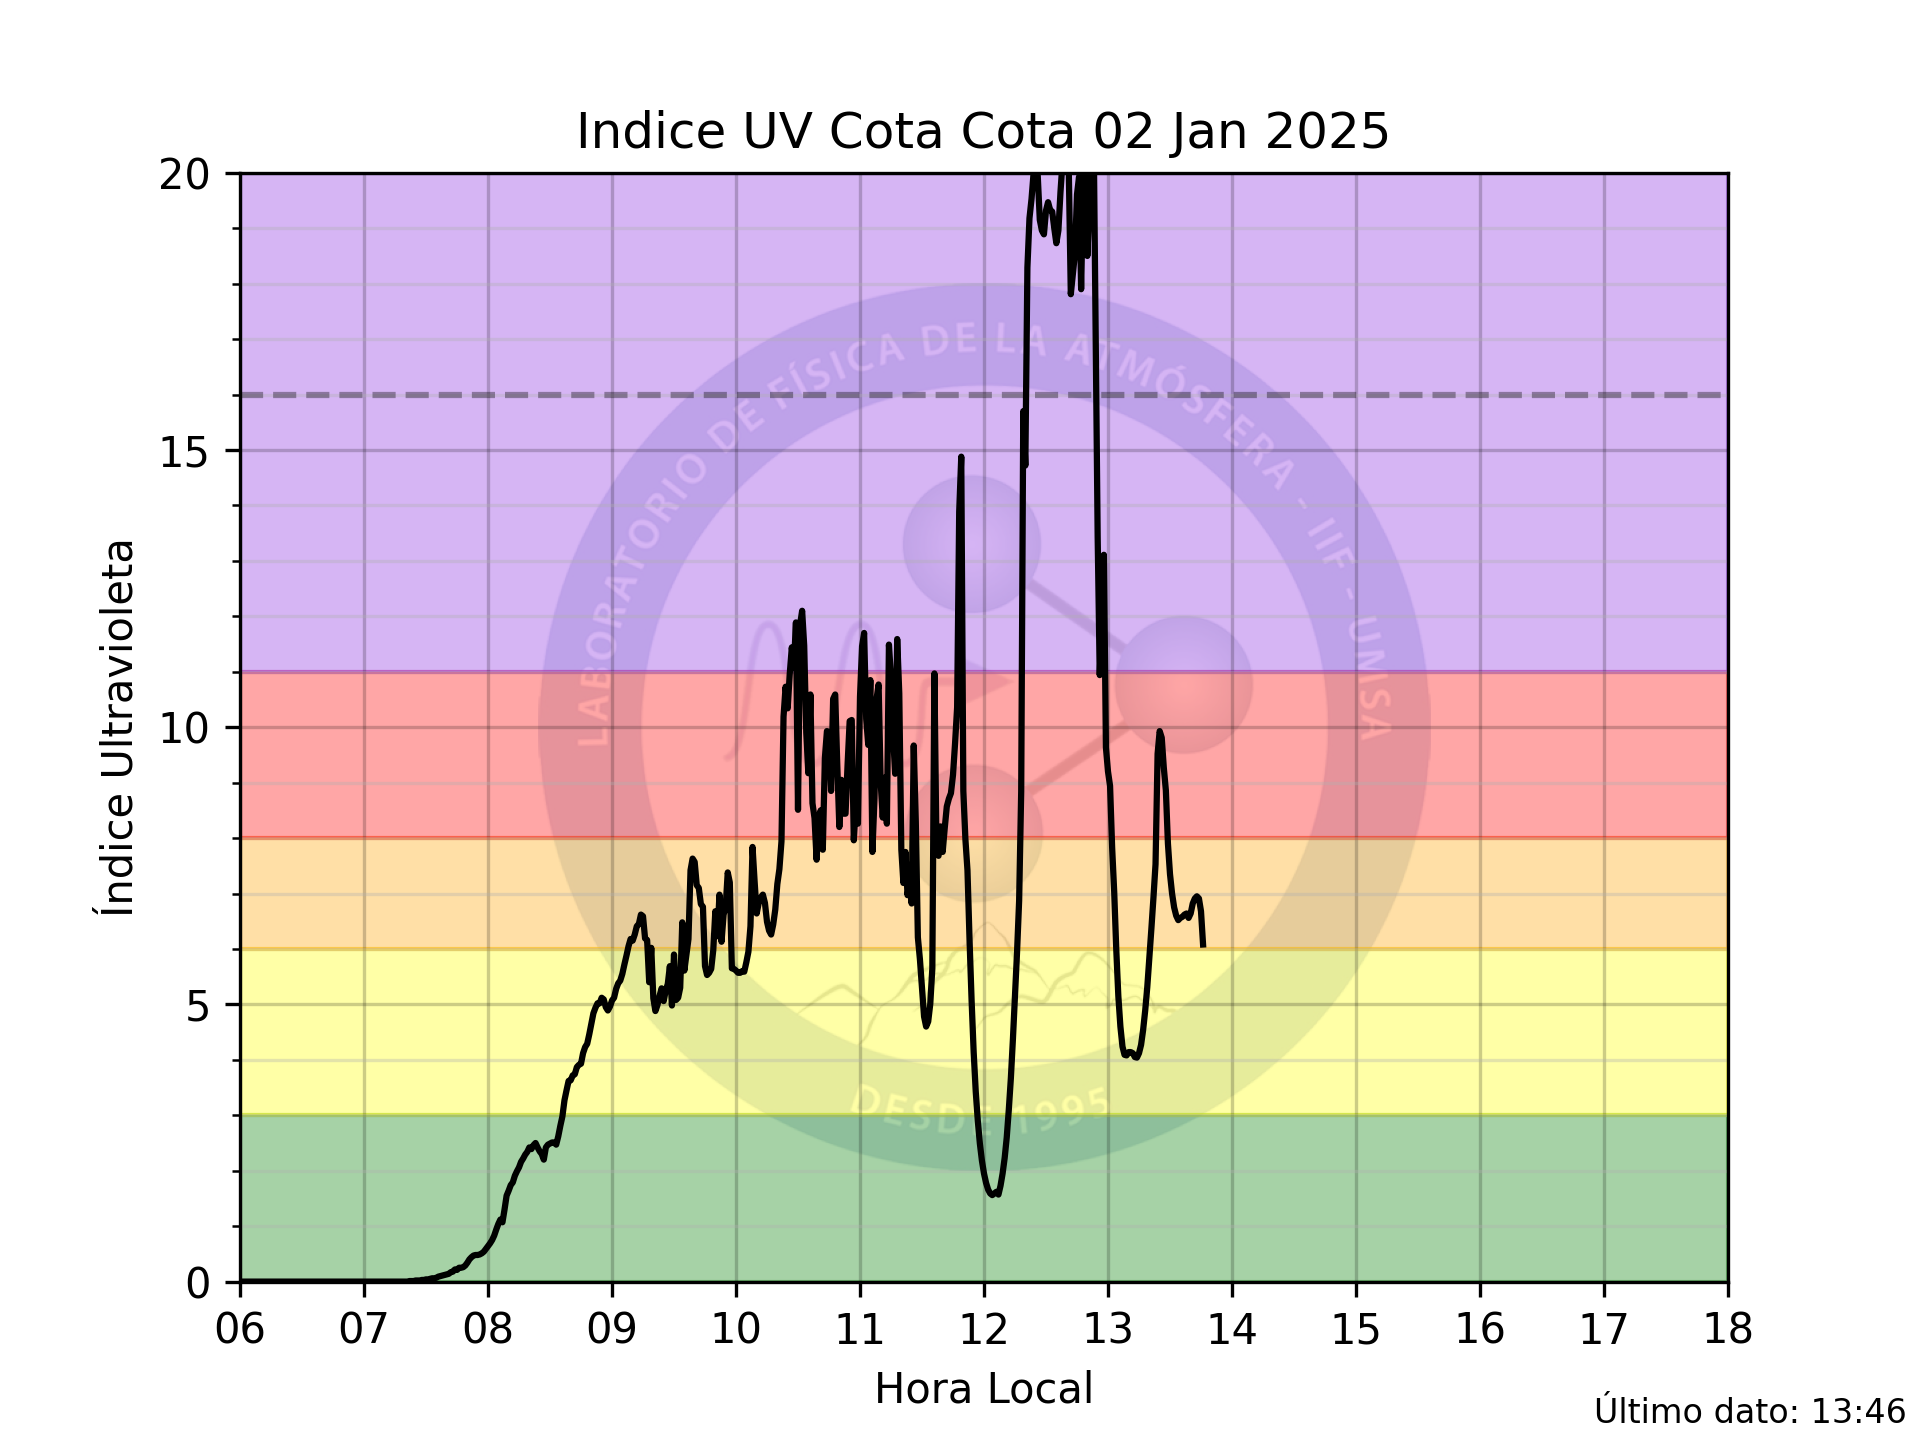 Indice UV Cota Cota 02 Jan 2025
20
15
10
5
0
Índice Ultravioleta
LABORATORIO DE FÍSICA DE LA ATMÓSFERA - IIF - UMSA
DESDE 1995
06 07 08 09 10 11 12 13 14 15 16 17 18
Hora Local
Último dato: 13:46